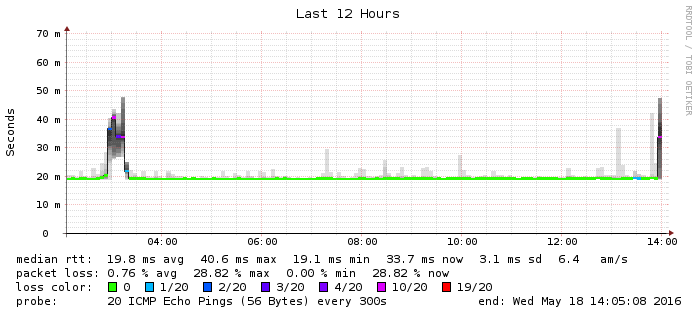 Last 12 Hours
RRDTOOL / TOBI OETIKER
Seconds
70 m
60 m
50 m
40 m
30 m
20 m
10 m
0
04:00 06:00 08:00 10:00 12:00 14:00
median rtt: 19.8 ms avg 40.6 ms max 19.1 ms min 33.7 ms now 3.1 ms sd 6.4 am/s
packet loss: 0.76 % avg 28.82 % max 0.00 % min 28.82 % now
loss color: 0 1/20 2/20 3/20 4/20 10/20 19/20
probe: 20 ICMP Echo Pings (56 Bytes) every 300s end: Wed May 18 14:05:08 2016